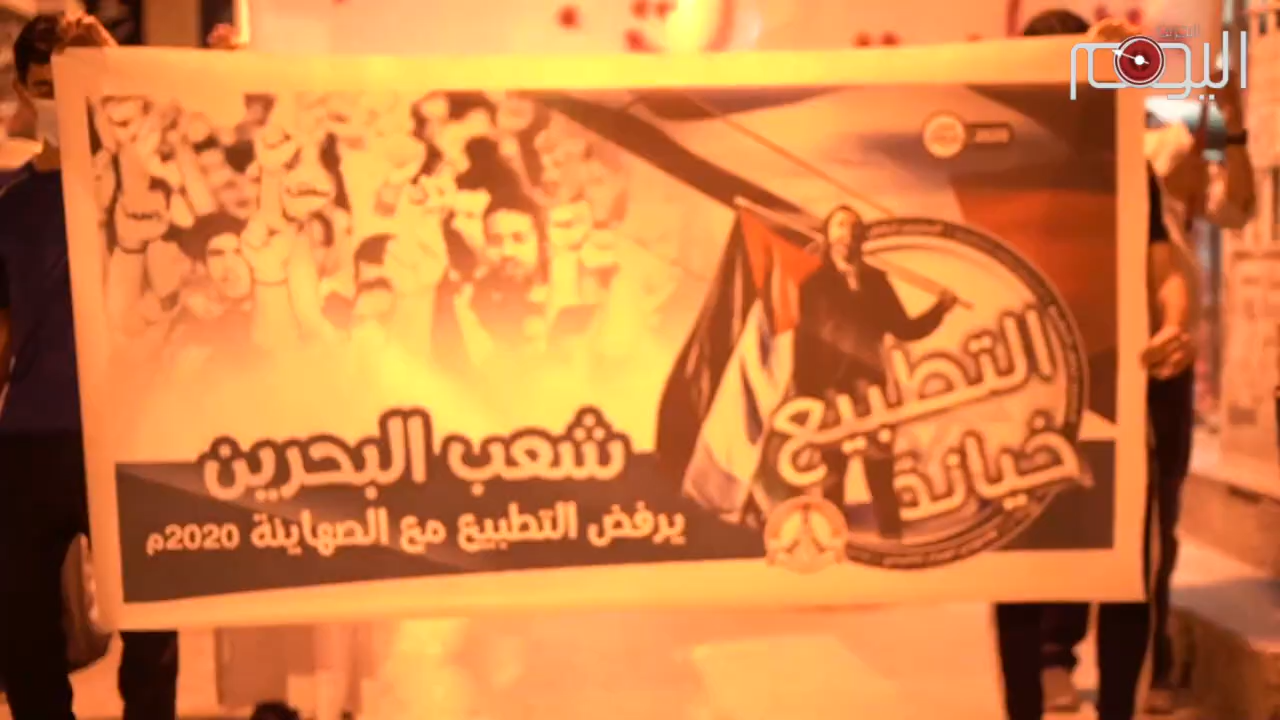 اليوم
التطبيع
خيانة
شعب البحرين
يرفض التطبيع مع الصهاينة 2020م